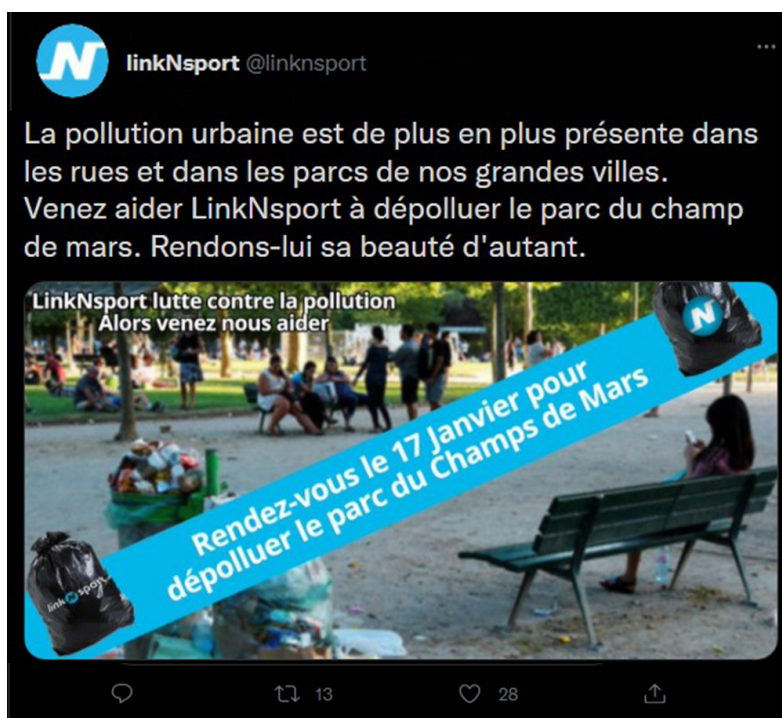 linkNsport @linknsport
La pollution urbaine est de plus en plus présente dans
les rues et dans les parcs de nos grandes villes.
Venez aider LinkNsport à dépolluer le parc du champ
de mars. Rendons-lui sa beauté d'autant.
LinkNsport lutte contre la pollution
Alors venez nous aider
N
Rendez-vous le 17 Janvier pour
dépolluer le parc du Champs de Mars
linkNsport
13
28